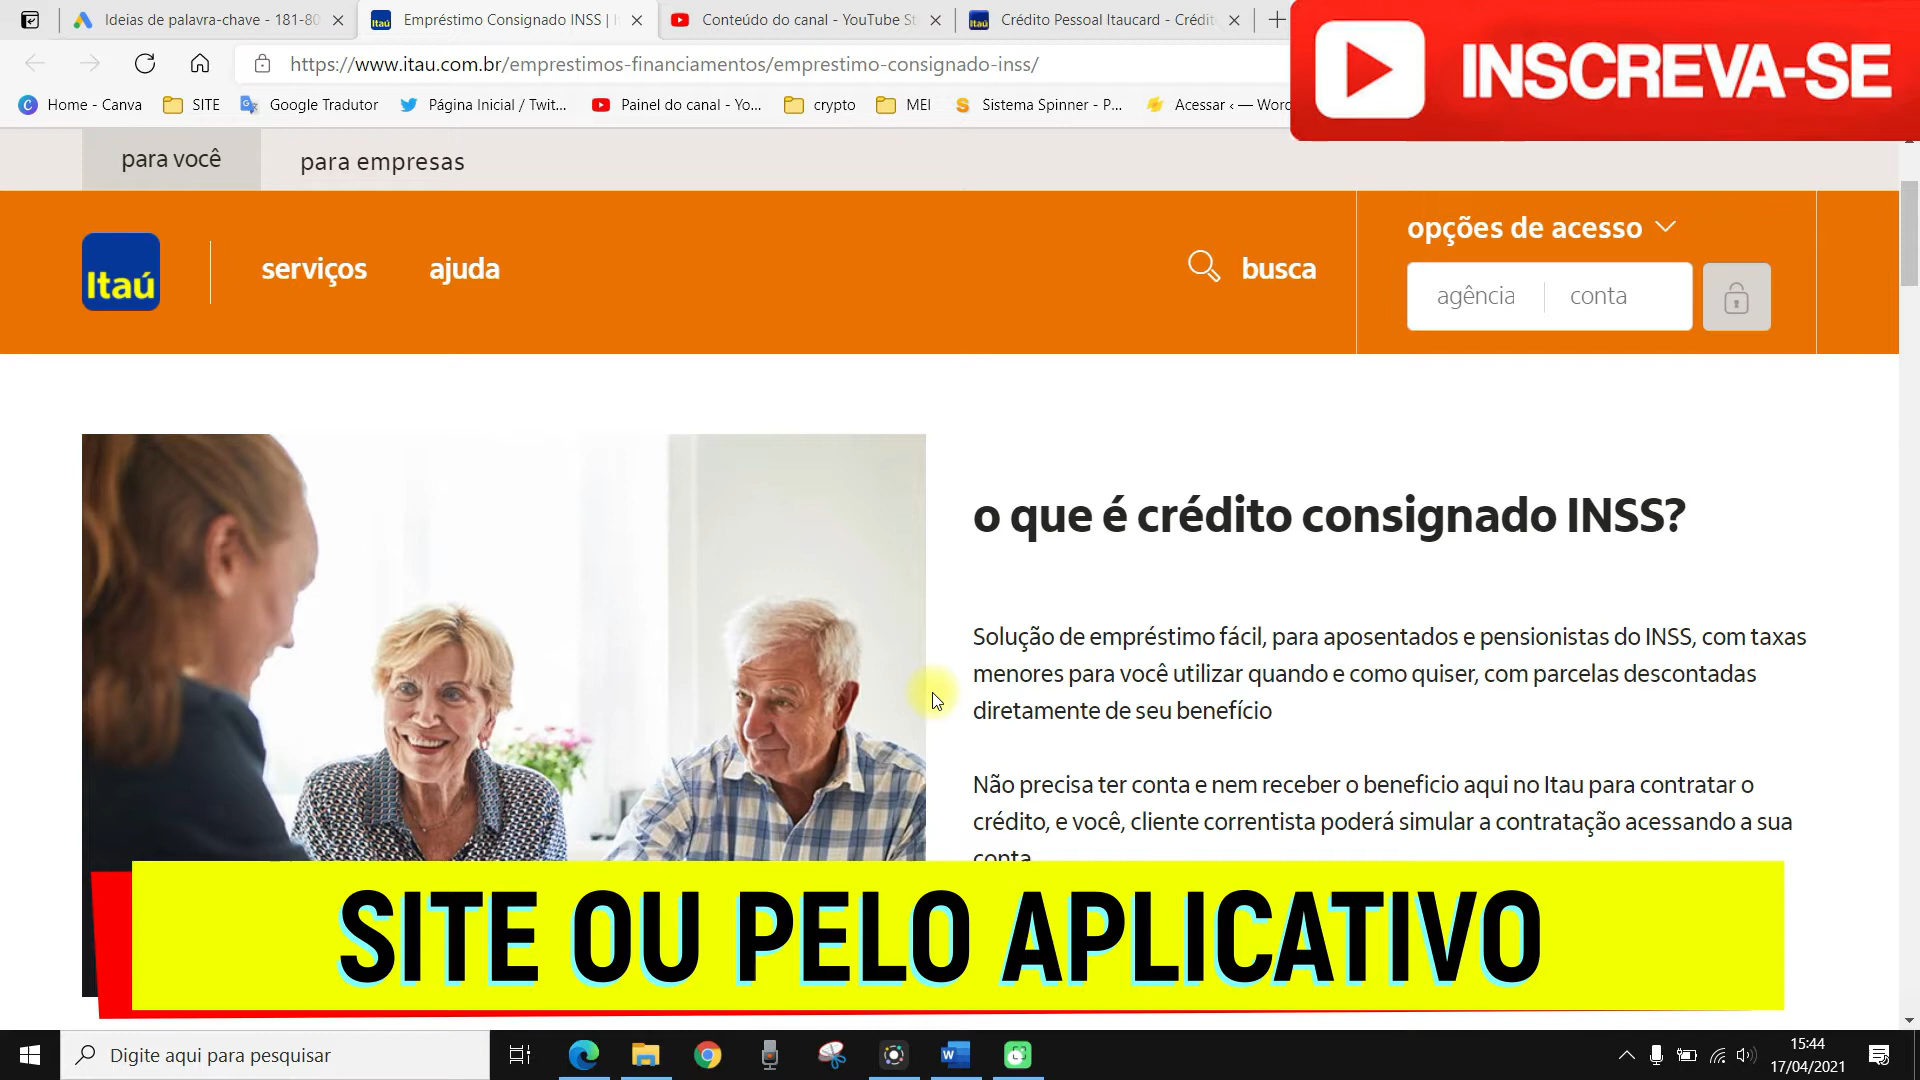 Ideias de palavra-chave - 181-80
Empréstimo Consignado INSS |
Conteúdo do canal - YouTube St
Crédito Pessoal Itaucard - Crédit
INSCREVA-SE
https://www.itau.com.br/emprestimos-financiamentos/emprestimo-consignado-inss/
Home - Canva
SITE
Google Tradutor
Página Inicial / Twit...
Painel do canal - Yo...
crypto
MEI
Sistema Spinner - P...
Acessar ‹ — Word
para você
para empresas
Itaú
serviços
ajuda
busca
opções de acesso
agência
conta
o que é crédito consignado INSS?
Solução de empréstimo fácil, para aposentados e pensionistas do INSS, com taxas
menores para você utilizar quando e como quiser, com parcelas descontadas
diretamente de seu benefício
Não precisa ter conta e nem receber o beneficio aqui no Itau para contratar o
crédito, e você, cliente correntista poderá simular a contratação acessando a sua
conta
SITE OU PELO APLICATIVO
Digite aqui para pesquisar
15:44
17/04/2021